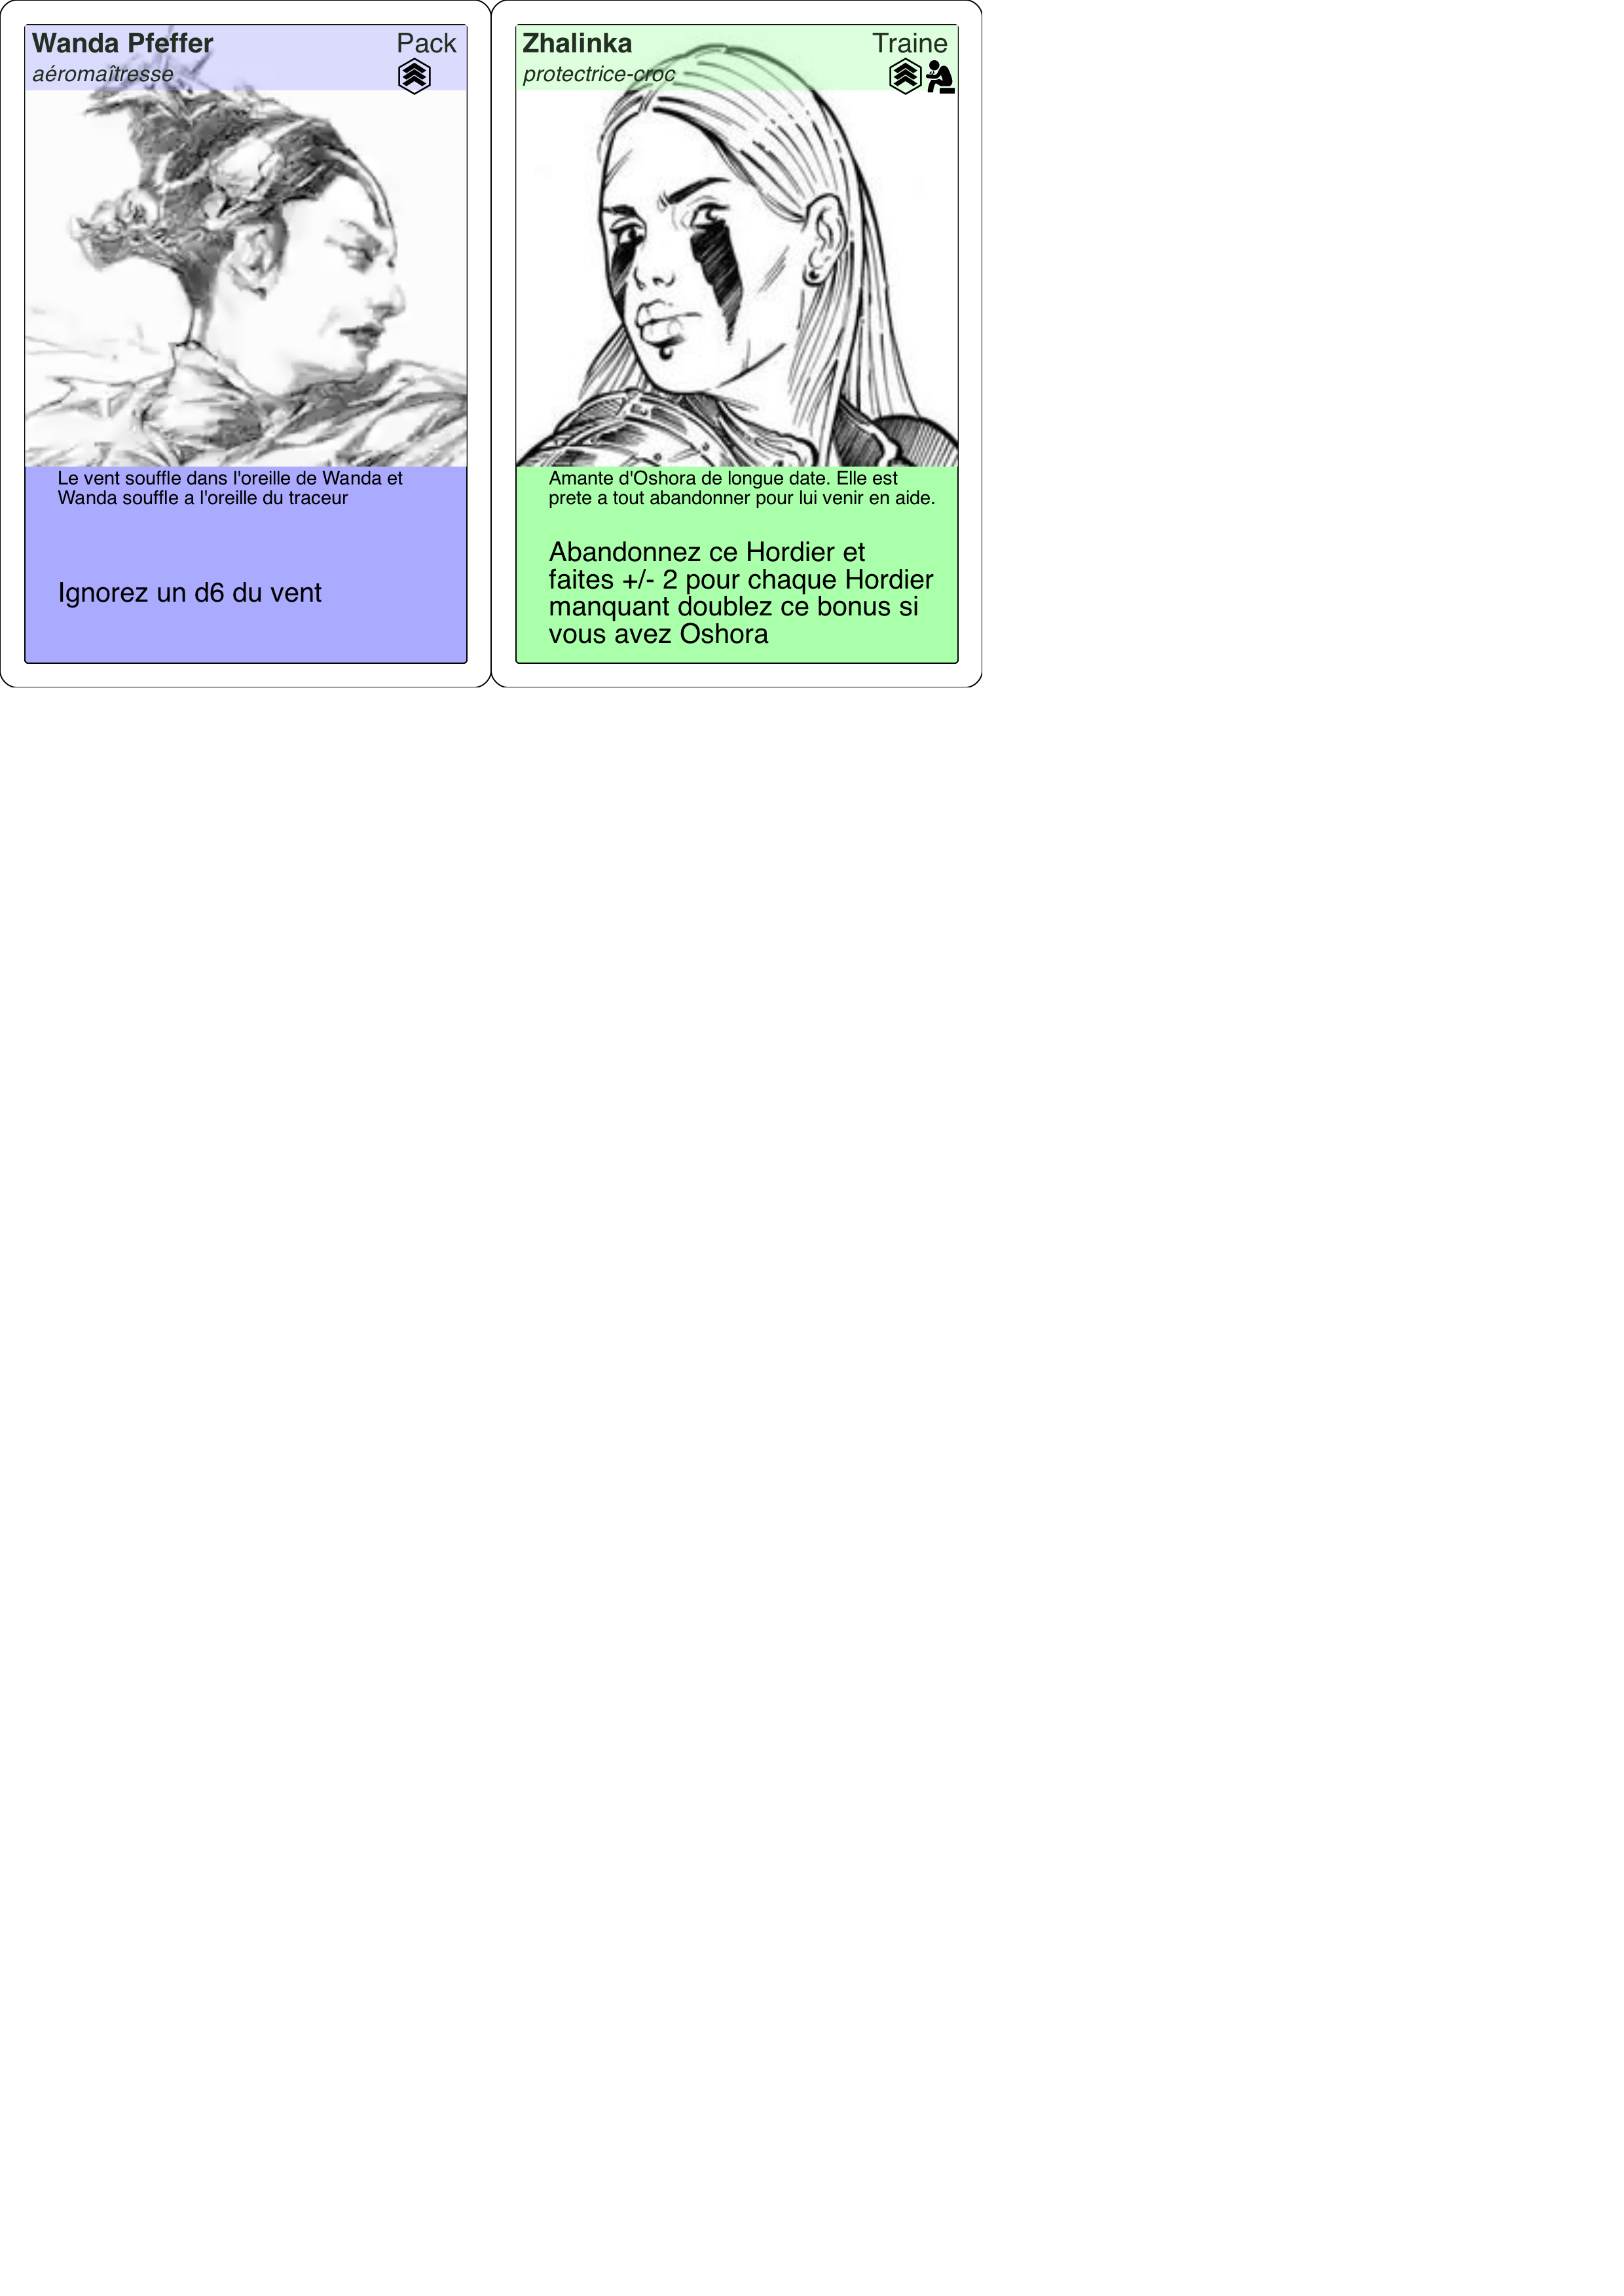 Wanda Pfeffer
Pack
aéromaîtresse
Le vent souffle dans l'oreille de Wanda et
Wanda souffle a l'oreille du traceur
Ignorez un d6 du vent
Zhalinka
Traine
protectrice-croc
Amante d'Oshora de longue date. Elle est
prete a tout abandonner pour lui venir en aide.
Abandonnez ce Hordier et
faites +/- 2 pour chaque Hordier
manquant doublez ce bonus si
vous avez Oshora